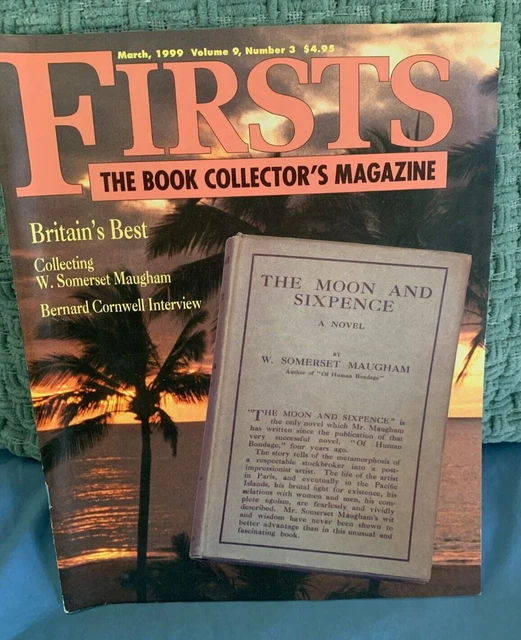 March, 1999 Volume 9, Number 3 $4.95
FIRSTS
THE BOOK COLLECTOR'S MAGAZINE
Britain's Best
Collecting
W. Somerset Maugham
Bernard Cornwell Interview
THE MOON AND
SIXPENCE
A NOVEL
BY
W. SOMERSET MAUGHAM
Author of "Of Human Bondage"
"THE MOON AND SIXPENCE" is
the only novel which Mr. Maugham
has written since the publication of that
very successful novel, "Of Human
Bondage," four years ago.
The story tells of the metamorphosis of
a respectable stockbroker into a post-
impressionist artist. The life of the artist
in Paris, and eventually in the Pacific
Islands, his brutal fight for existence, his
relations with women and men, his com-
plete egoism, are fearlessly and vividly
described. Mr. Somerset Maugham's wit
and wisdom have never been shown to
better advantage than in this unusual and
fascinating book.